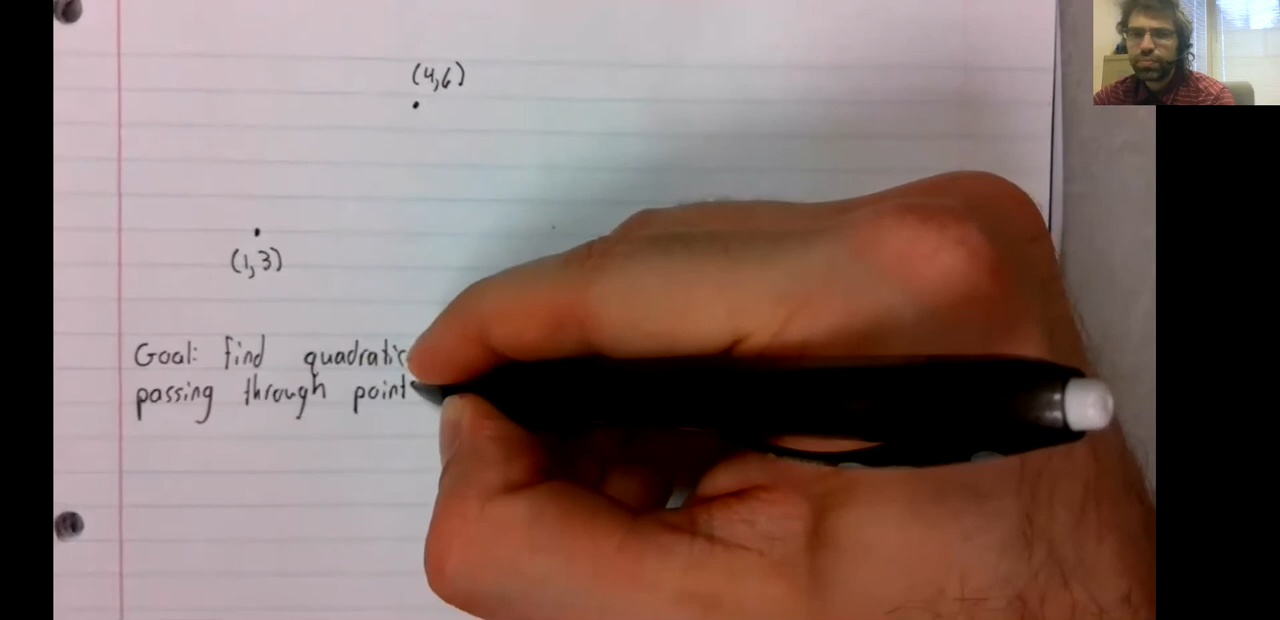 (4,6)
(1,3)
Goal: find quadratic
passing through point